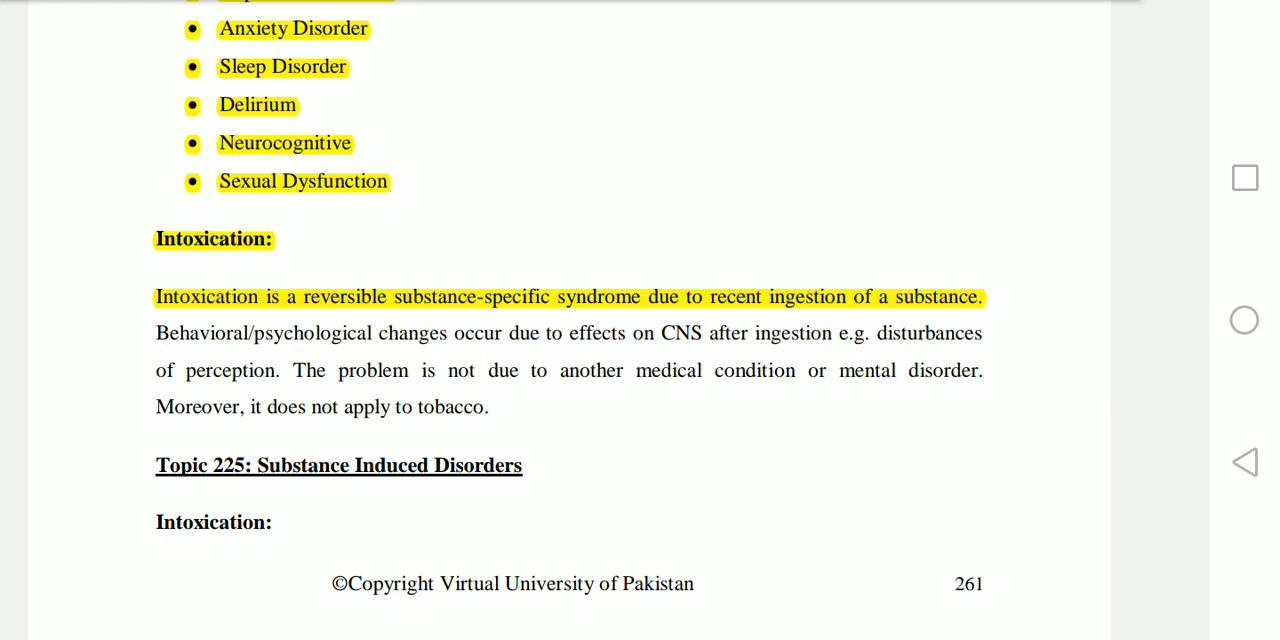 • Anxiety Disorder
• Sleep Disorder
• Delirium
• Neurocognitive
• Sexual Dysfunction
Intoxication:
Intoxication is a reversible substance-specific syndrome due to recent ingestion of a substance.
Behavioral/psychological changes occur due to effects on CNS after ingestion e.g. disturbances
of perception. The problem is not due to another medical condition or mental disorder.
Moreover, it does not apply to tobacco.
Topic 225: Substance Induced Disorders
Intoxication:
©Copyright Virtual University of Pakistan 261